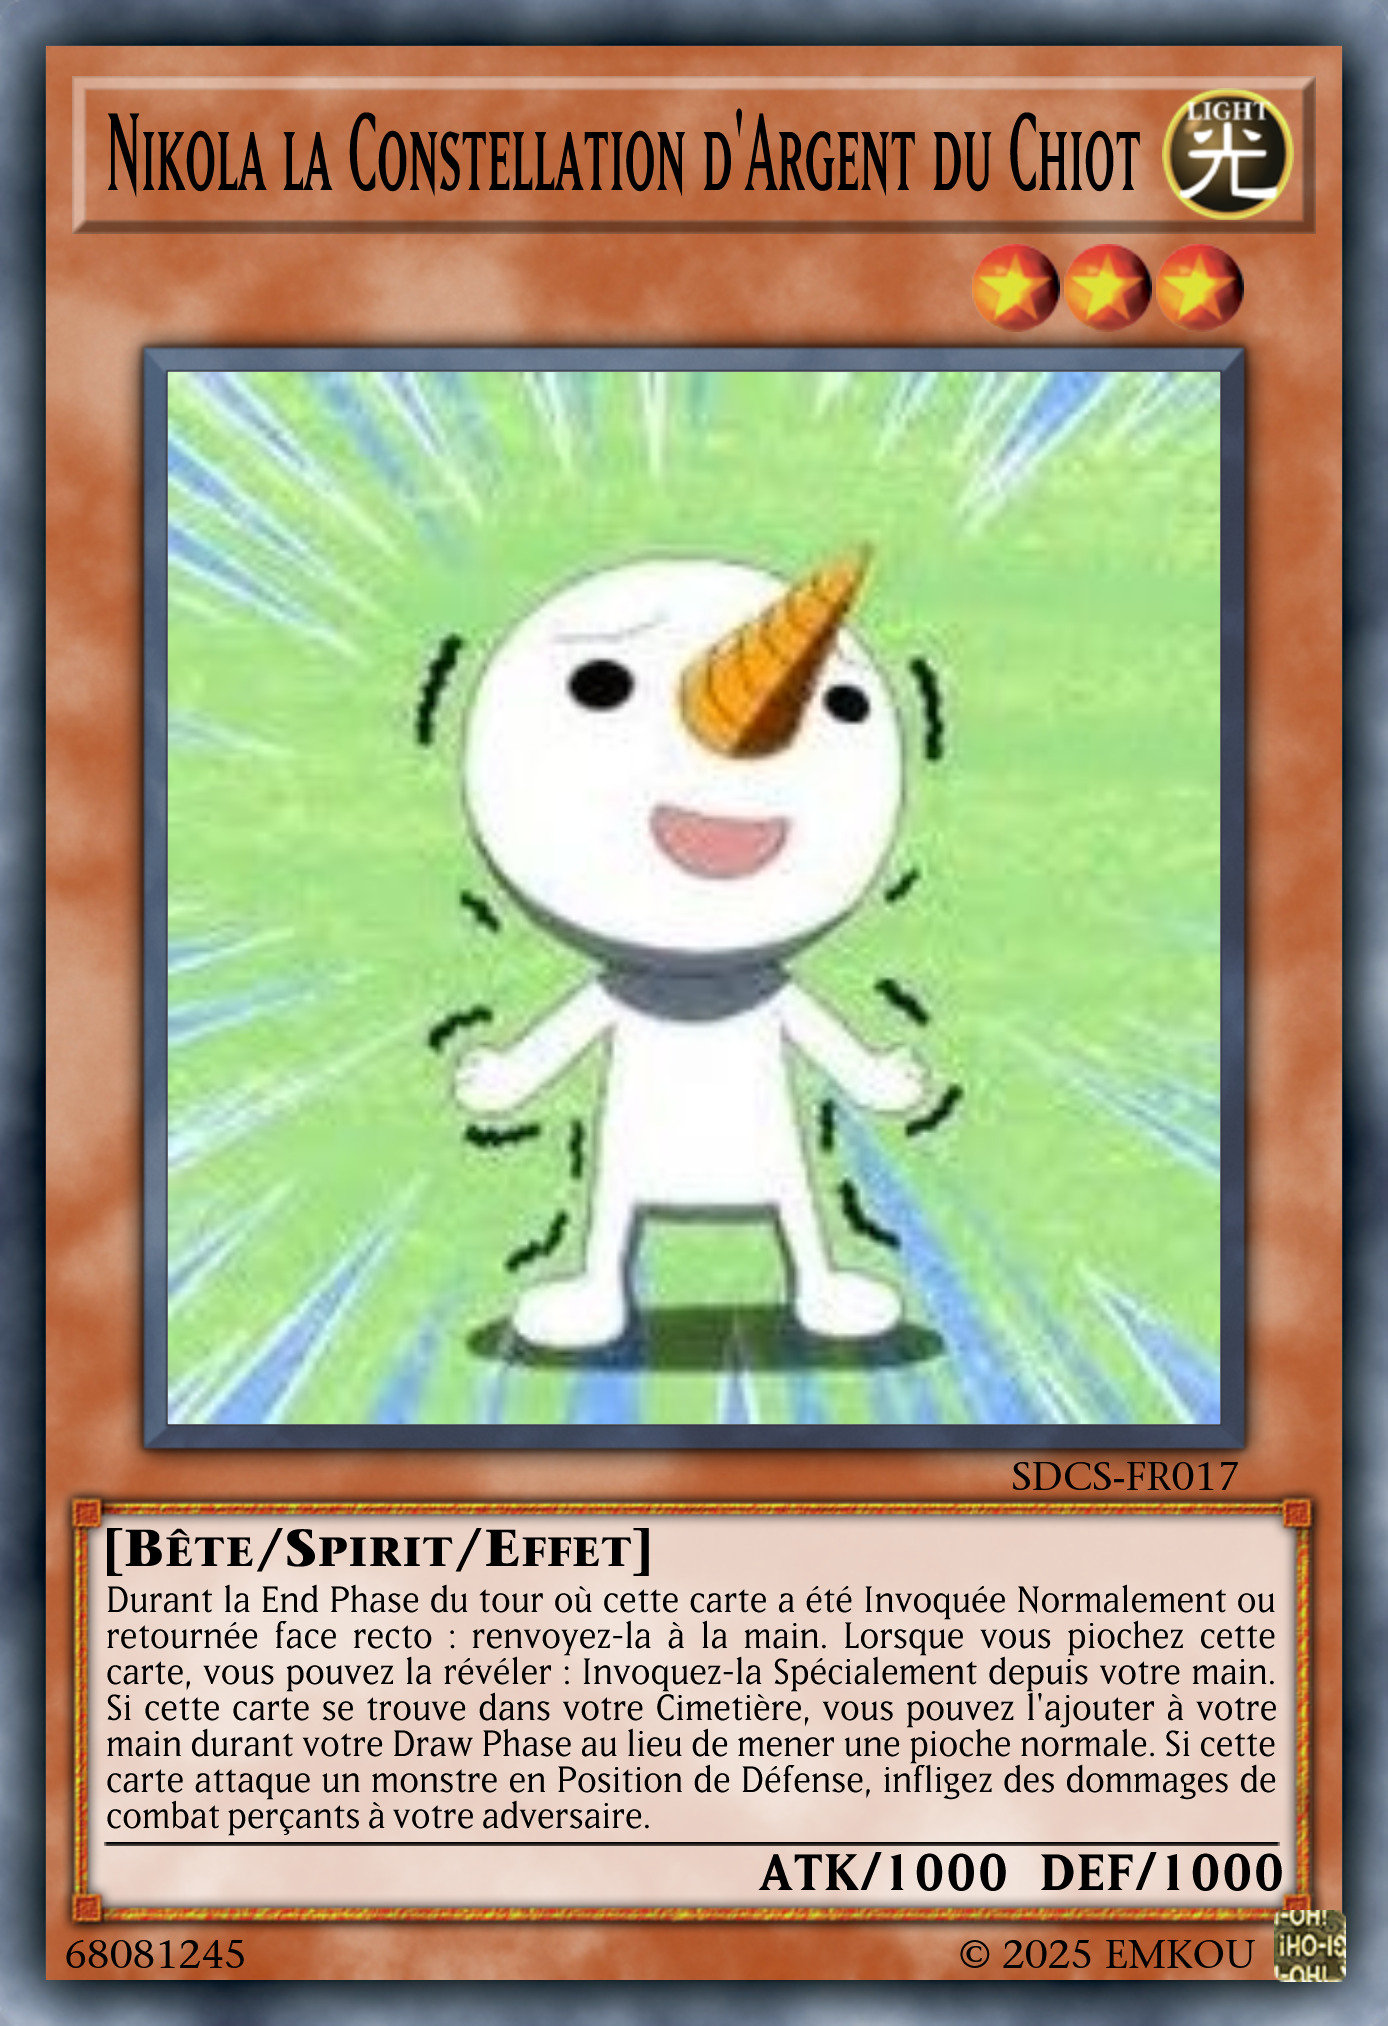 Nikola la Constellation d'Argent du Chiot
LIGHT
光
SDCS-FR017
[Bête/Spirit/Effet]
Durant la End Phase du tour où cette carte a été Invoquée Normalement ou
retournée face recto : renvoyez-la à la main. Lorsque vous piochez cette
carte, vous pouvez la révéler : Invoquez-la Spécialement depuis votre main.
Si cette carte se trouve dans votre Cimetière, vous pouvez l'ajouter à votre
main durant votre Draw Phase au lieu de mener une pioche normale. Si cette
carte attaque un monstre en Position de Défense, infligez des dommages de
combat perçants à votre adversaire.
ATK/1000 DEF/1000
68081245
© 2025 EMKOU